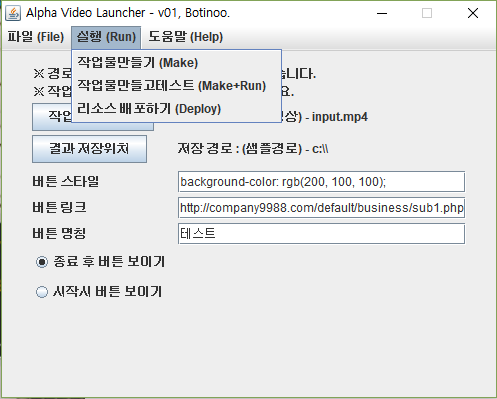 Alpha Video Launcher - v01, Botinoo.
파일 (File) 실행 (Run) 도움말 (Help)
작업물만들기 (Make)
작업물만들고테스트 (Make+Run)
리소스 배포하기 (Deploy)
※ 경로 습니다.
※ 작업 요.
작업 상) - input.mp4
결과 저장위치 저장 경로 : (샘플경로) - c:\\
버튼 스타일 background-color: rgb(200, 100, 100);
버튼 링크 http://company9988.com/default/business/sub1.php
버튼 명칭 테스트
종료 후 버튼 보이기
시작시 버튼 보이기